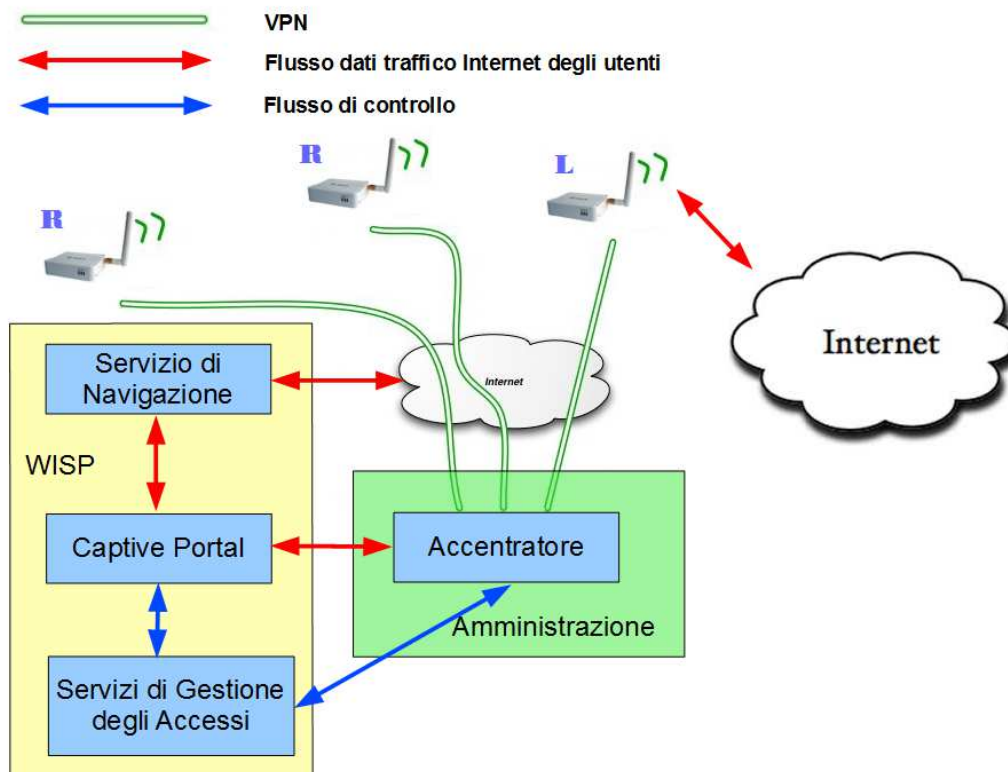 VPN
Flusso dati traffico Internet degli utenti
Flusso di controllo
R
L
R
Servizio di
Navigazione
Internet
Internet
WISP
Captive Portal
Accentratore
Amministrazione
Servizi di Gestione
degli Accessi